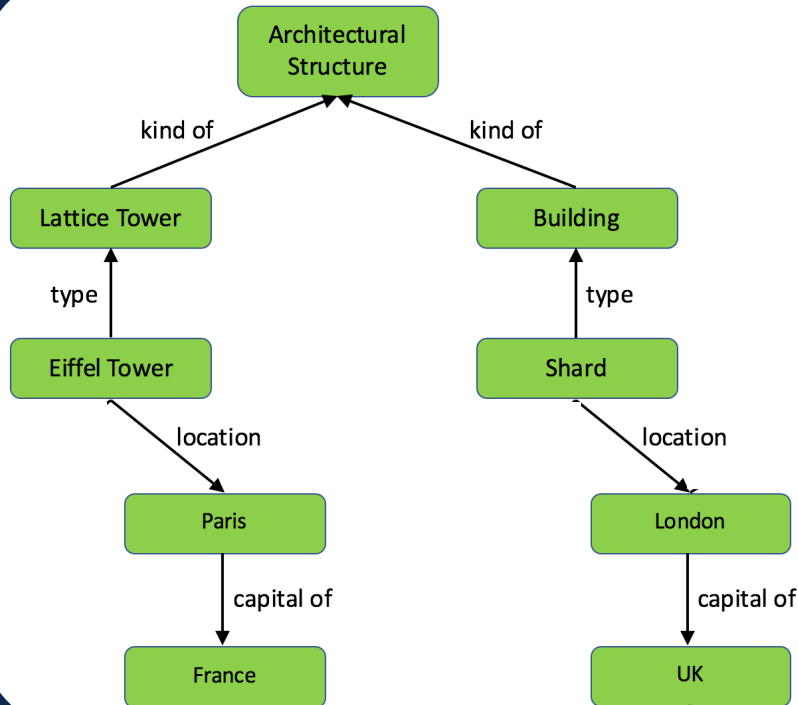 Architectural
Structure
kind of
kind of
Lattice Tower
Building
type
type
Eiffel Tower
Shard
location
location
Paris
London
capital of
capital of
France
UK